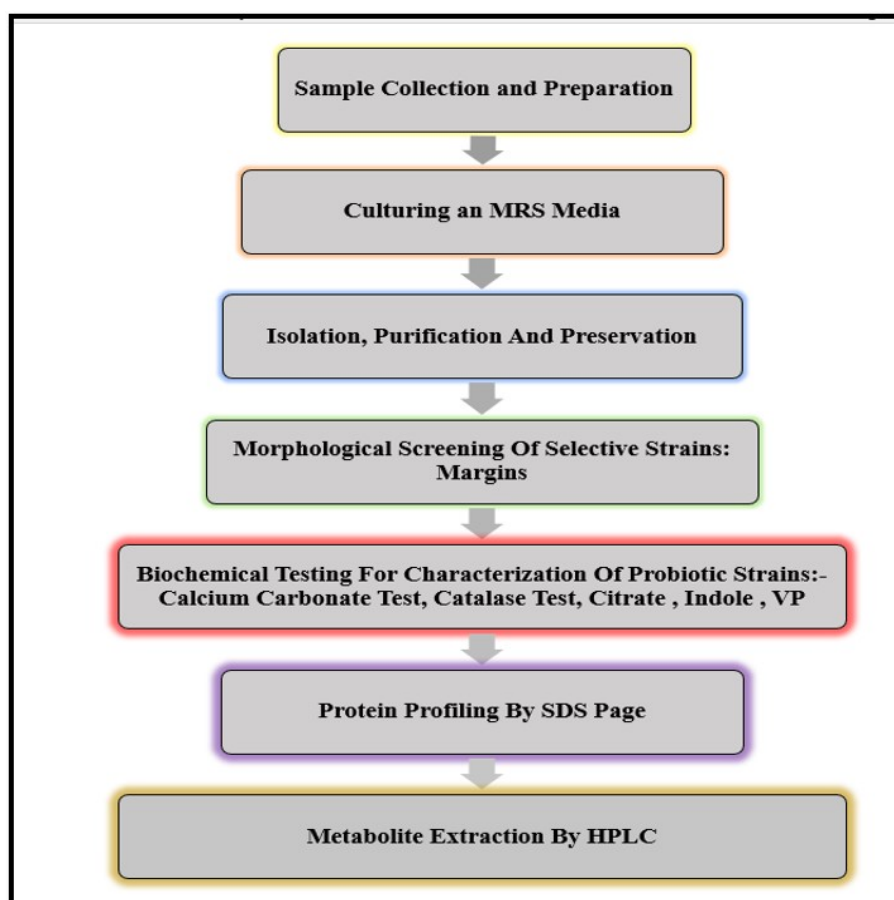 Sample Collection and Preparation
Culturing an MRS Media
Isolation, Purification And Preservation
Morphological Screening Of Selective Strains:
Margins
Biochemical Testing For Characterization Of Probiotic Strains:-
Calcium Carbonate Test, Catalase Test, Citrate , Indole , VP
Protein Profiling By SDS Page
Metabolite Extraction By HPLC